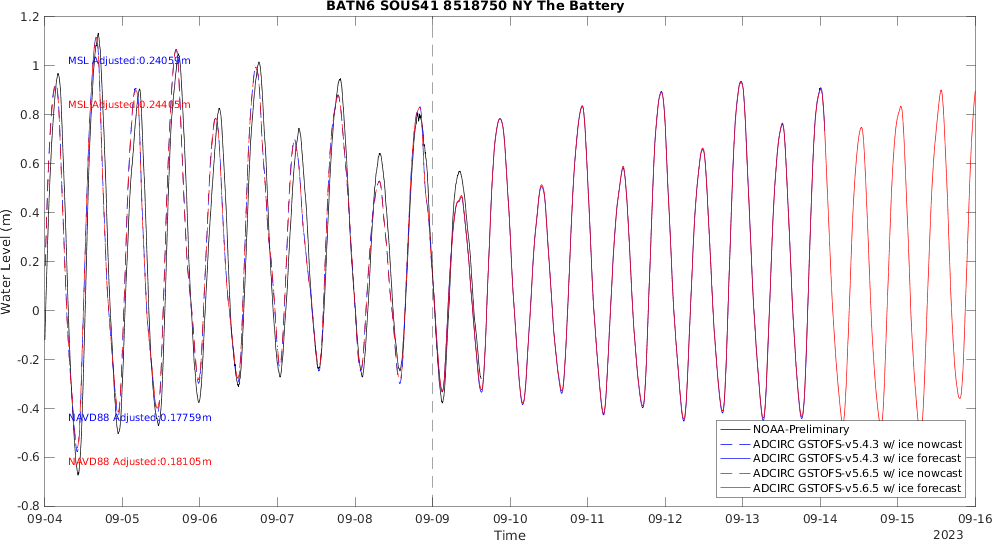 BATN6 SOUS41 8518750 NY The Battery
1.2
1
0.8
0.6
0.4
0.2
0
-0.2
-0.4
-0.6
-0.8
Water Level (m)
MSL Adjusted:0.24059m
MSL Adjusted:0.24405m
NAVD88 Adjusted:0.17759m
NAVD88 Adjusted:0.18105m
NOAA-Preliminary
ADCIRC GSTOFS-v5.4.3 w/ ice nowcast
ADCIRC GSTOFS-v5.4.3 w/ ice forecast
ADCIRC GSTOFS-v5.6.5 w/ ice nowcast
ADCIRC GSTOFS-v5.6.5 w/ ice forecast
09-04 09-05 09-06 09-07 09-08 09-09 09-10 09-11 09-12 09-13 09-14 09-15 09-16
Time
2023